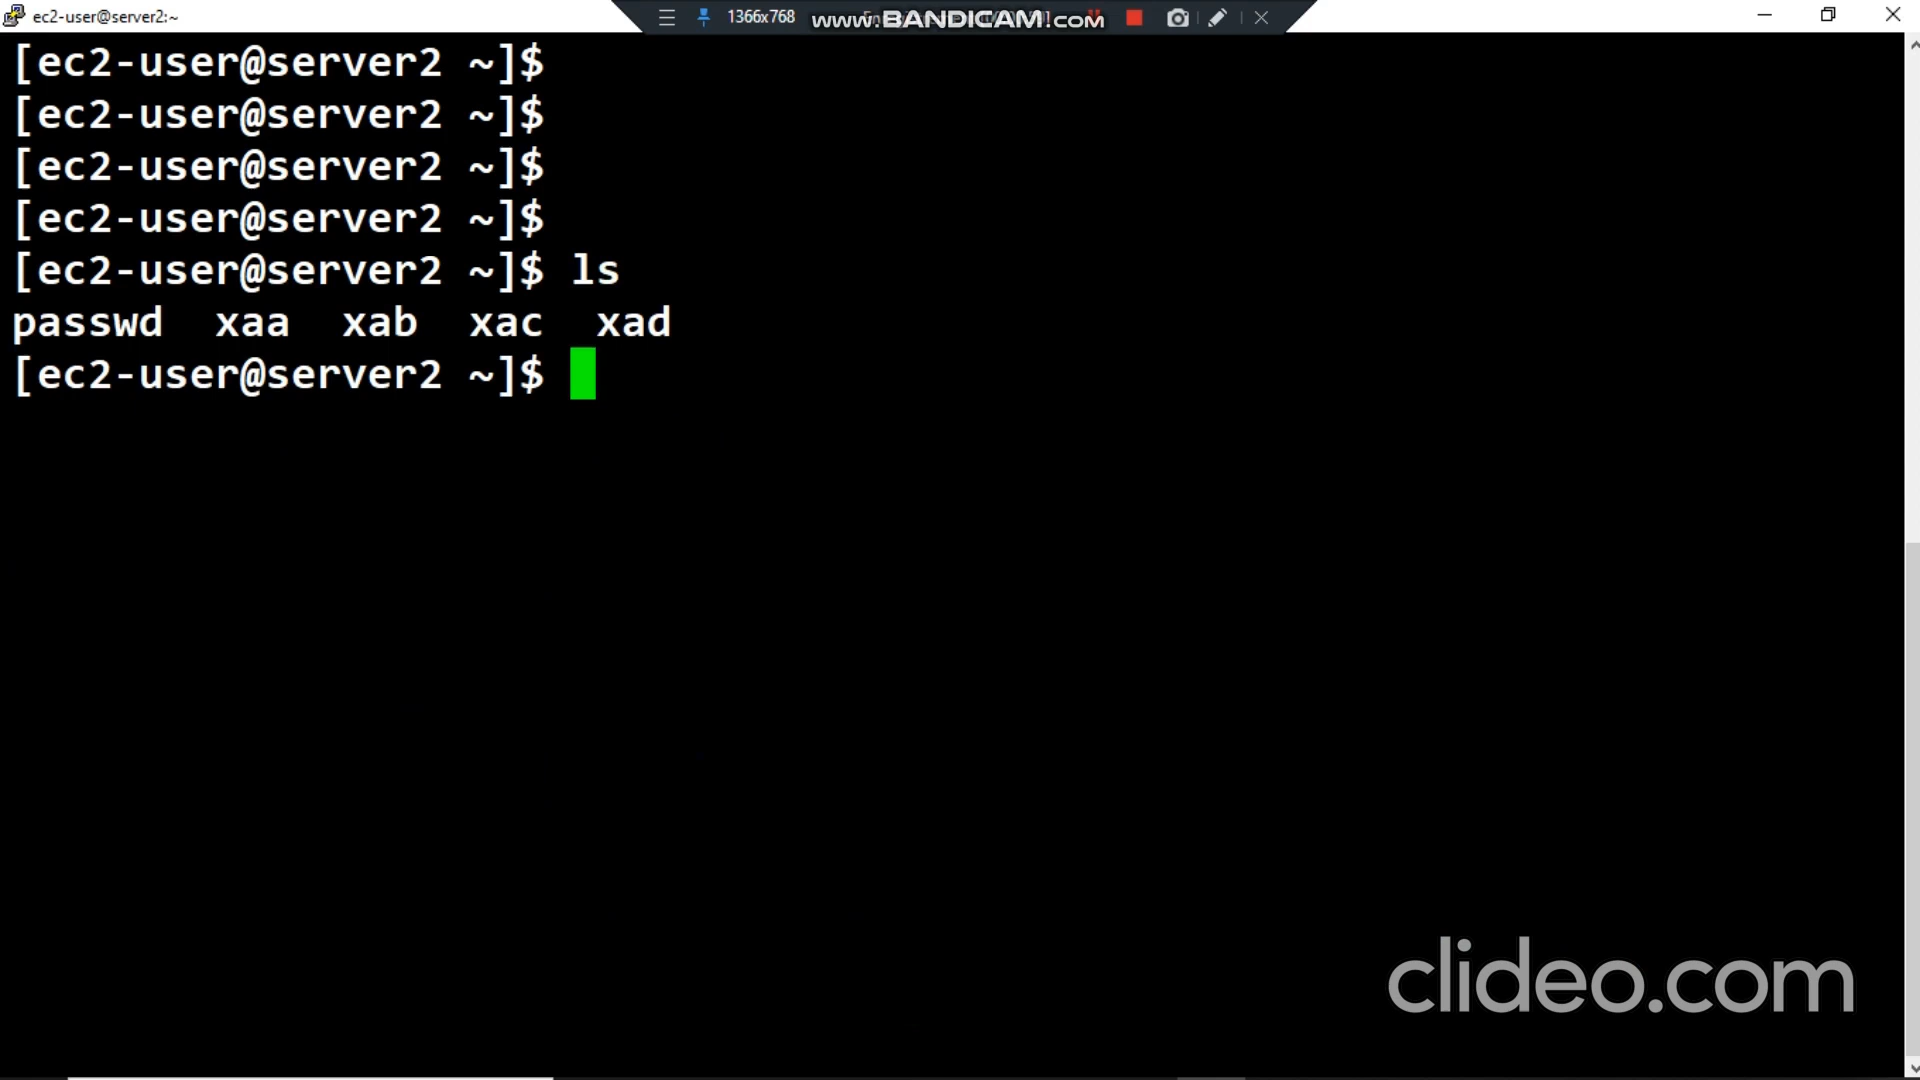 ec2-user@server2:~
1366x768
www.BANDICAM.com
[ec2-user@server2 ~]$
[ec2-user@server2 ~]$
[ec2-user@server2 ~]$
[ec2-user@server2 ~]$
[ec2-user@server2 ~]$ ls
passwd xaa xab xac xad
[ec2-user@server2 ~]$
clideo.com